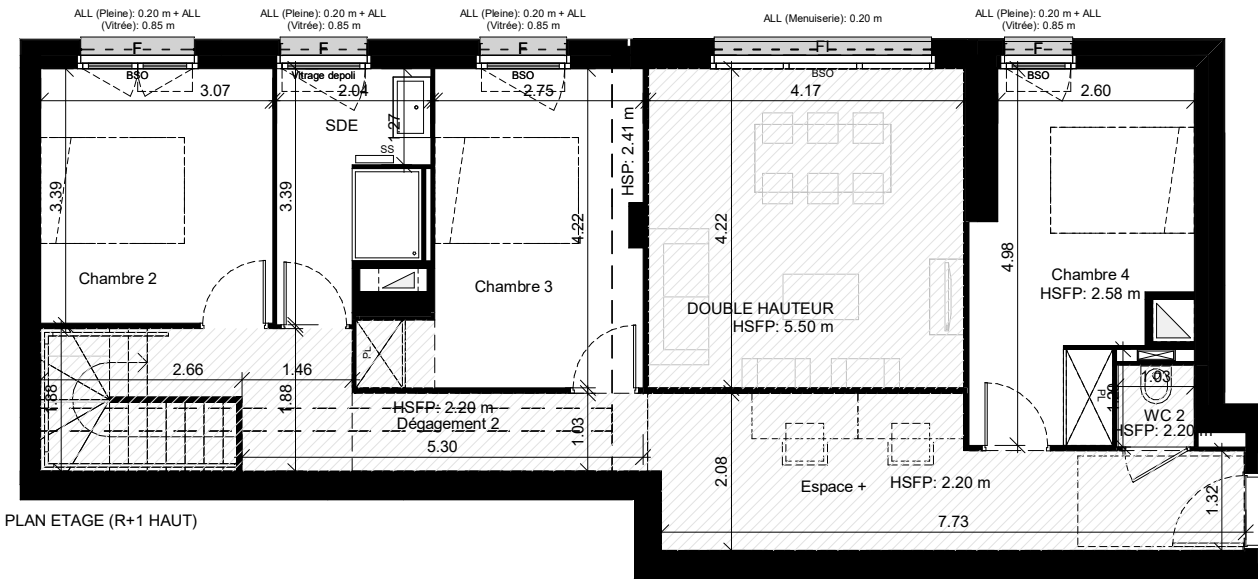 ALL (Pleine): 0.20 m + ALL
(Vitrée): 0.85 m
ALL (Pleine): 0.20 m + ALL
(Vitrée): 0.85 m
ALL (Pleine): 0.20 m + ALL
(Vitrée): 0.85 m
ALL (Menuiserie): 0.20 m
ALL (Pleine): 0.20 m + ALL
(Vitrée): 0.85 m
F
F
F
FI
F
BSO
Vitrage depoli
BSO
BSO
BSO
3.07
2.04
2.75
4.17
2.60
SDE
1.27
SS
HSP: 2.41 m
3.39
3.39
4.22
4.22
4.98
Chambre 2
Chambre 3
Chambre 4
HSFP: 2.58 m
DOUBLE HAUTEUR
HSFP: 5.50 m
PL
2.66
1.46
1.88
1.88
HSFP: 2.20 m
Dégagement 2
5.30
1.03
PL
1.20
1.03
WC 2
HSFP: 2.20 m
2.08
Espace +
HSFP: 2.20 m
7.73
1.32
PLAN ETAGE (R+1 HAUT)